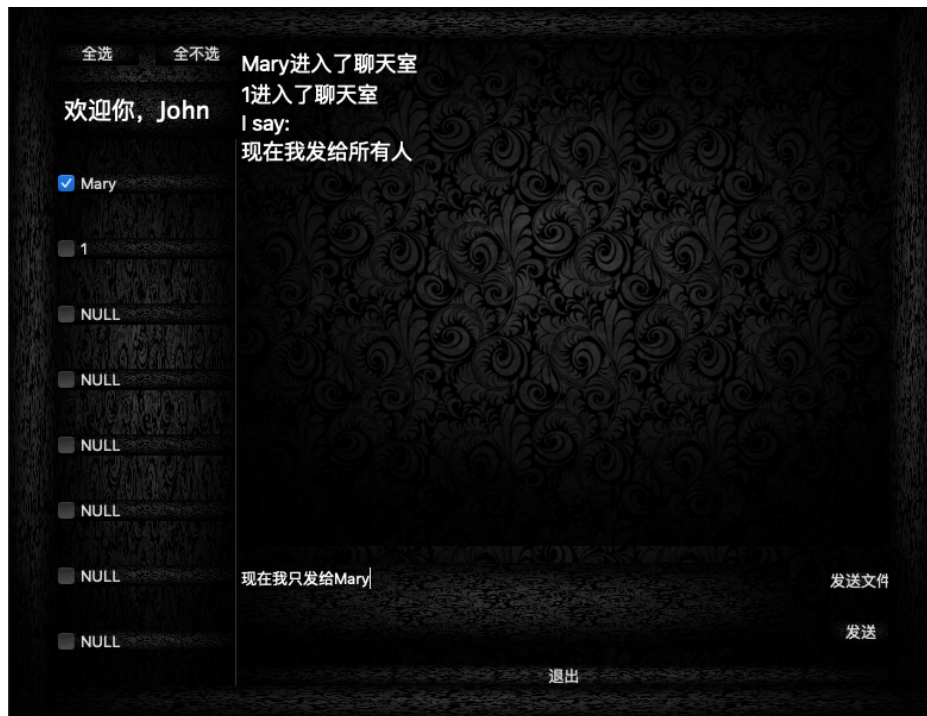 全选
全不选
欢迎你，John
Mary
1
NULL
NULL
NULL
NULL
NULL
NULL
Mary进入了聊天室
1进入了聊天室
I say:
现在我发给所有人
现在我只发给Mary
发送文件
发送
退出